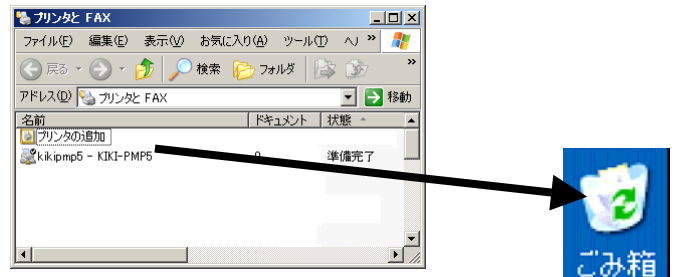 プリンタと FAX
ファイル(F) 編集(E) 表示(V) お気に入り(A) ツール(T) ヘ) »
戻る 検索 フォルダ »
アドレス(D) プリンタと FAX 移動
名前 ドキュメント 状態
プリンタの追加
kikipmp5 - KIKI-PMP5 0 準備完了
ごみ箱